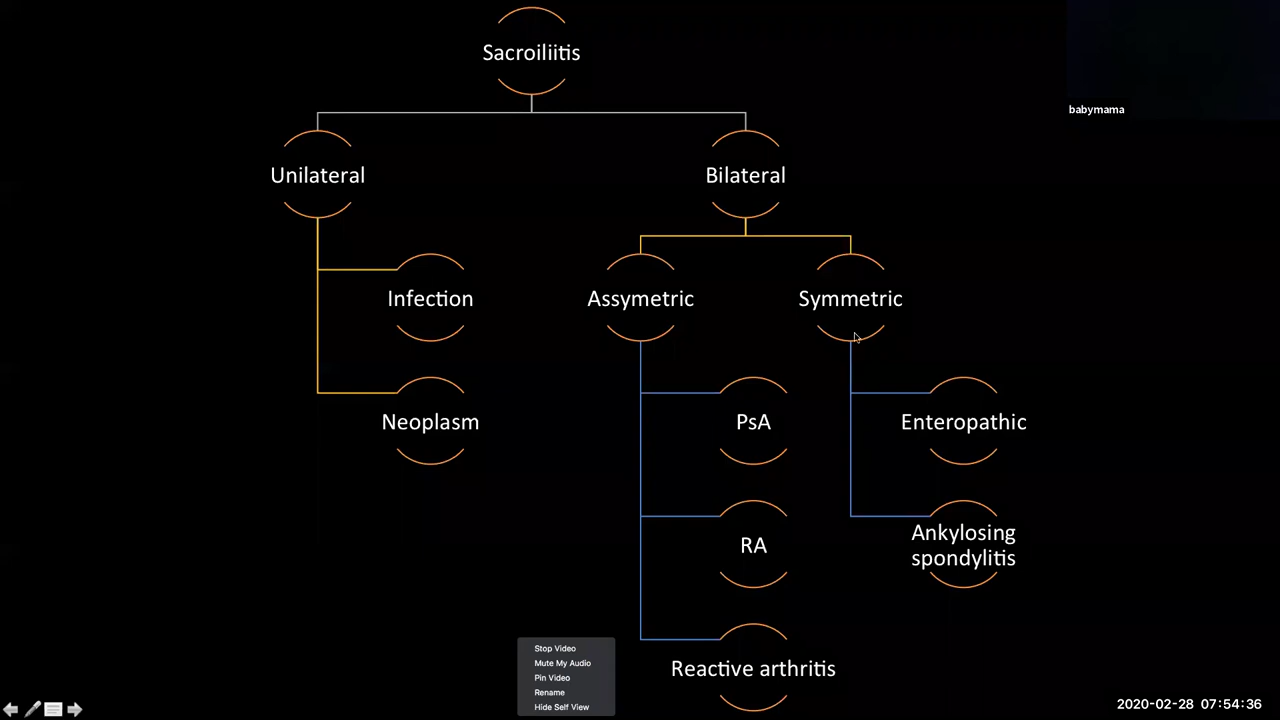 Sacroiliitis
babymama
Unilateral
Bilateral
Infection
Assymetric
Symmetric
Neoplasm
PsA
Enteropathic
RA
Ankylosing
spondylitis
Reactive arthritis
Stop Video
Mute My Audio
Pin Video
Rename
Hide Self View
2020-02-28 07:54:36